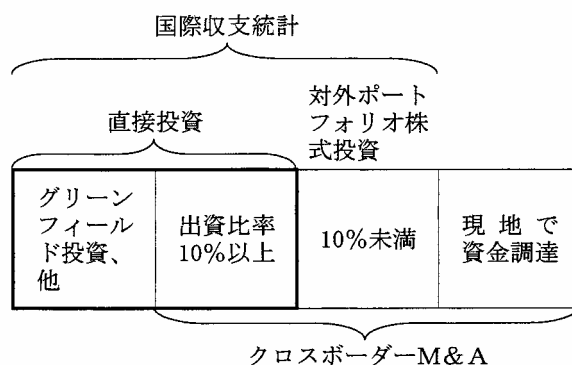 国際収支統計
直接投資
対外ポート
フォリオ株
式投資
グリーン
フィール
ド投資、
他
出資比率
10%以上
10%未満
現地で
資金調達
クロスボーダーM&A